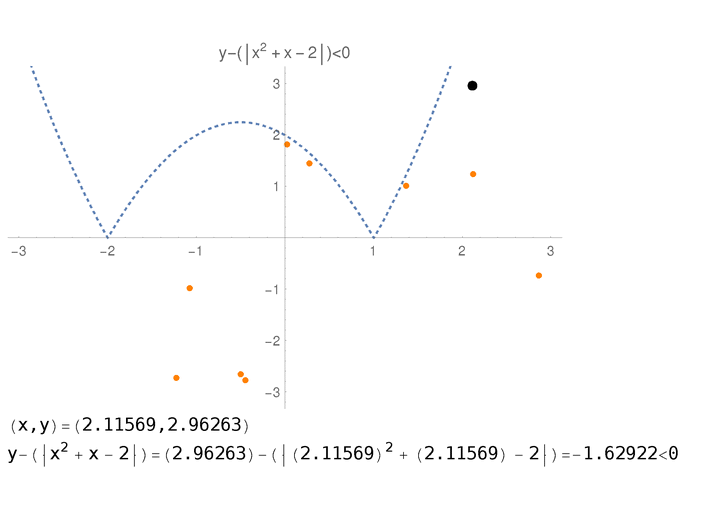 y−(|x² + x − 2|)<0
3
2
1
−3 −2 −1 1 2 3
−1
−2
−3
(x,y)=(2.11569,2.96263)
y−(|x² + x − 2|)=(2.96263)−(|(2.11569)² + (2.11569) − 2|)=−1.62922<0